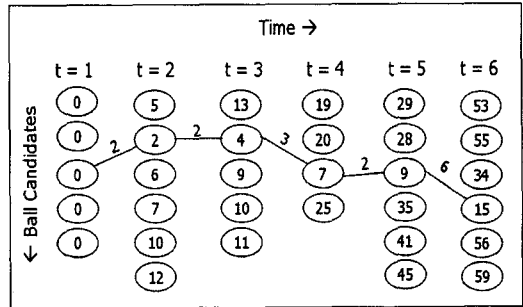 Time →
t = 1 t = 2 t = 3 t = 4 t = 5 t = 6
← Ball Candidates
0 5 13 19 29 53
0 2 4 20 28 55
2 2 3 2 6
0 6 9 7 9 34
0 7 10 25 35 15
0 10 11 41 56
12 45 59